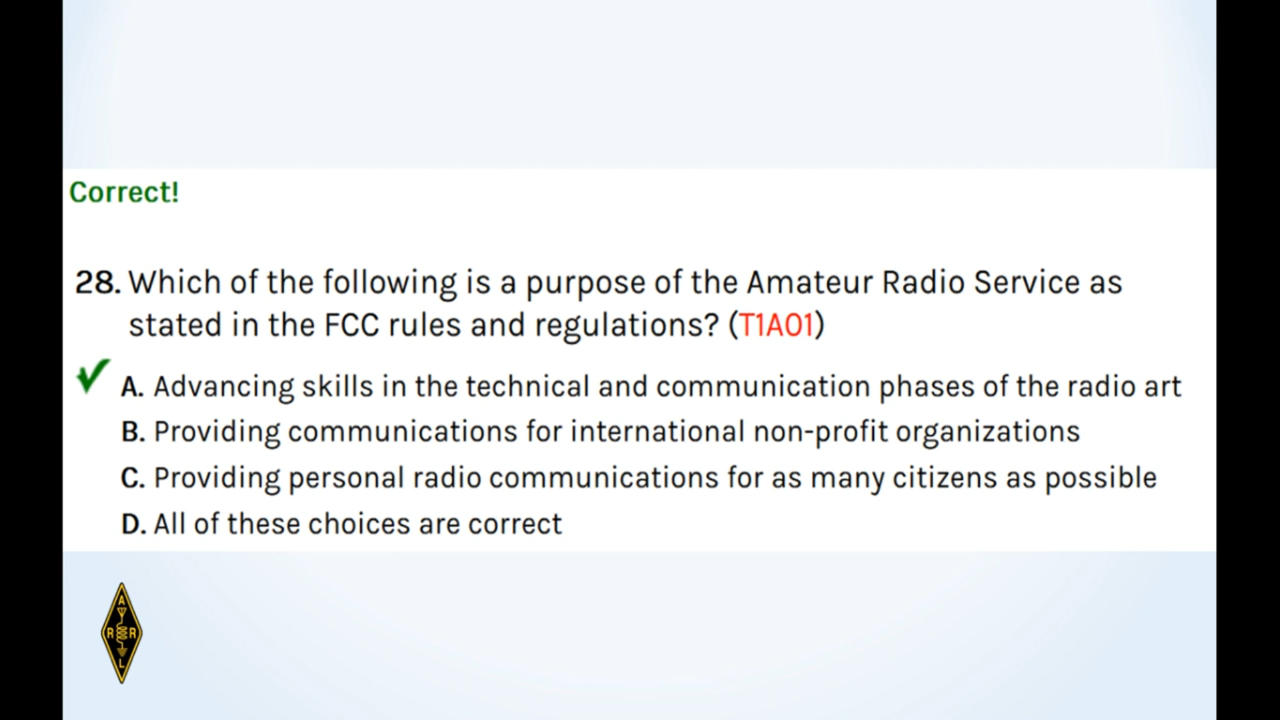 Correct!
28. Which of the following is a purpose of the Amateur Radio Service as
stated in the FCC rules and regulations? (T1A01)
A. Advancing skills in the technical and communication phases of the radio art
B. Providing communications for international non-profit organizations
C. Providing personal radio communications for as many citizens as possible
D. All of these choices are correct
A
R R
L